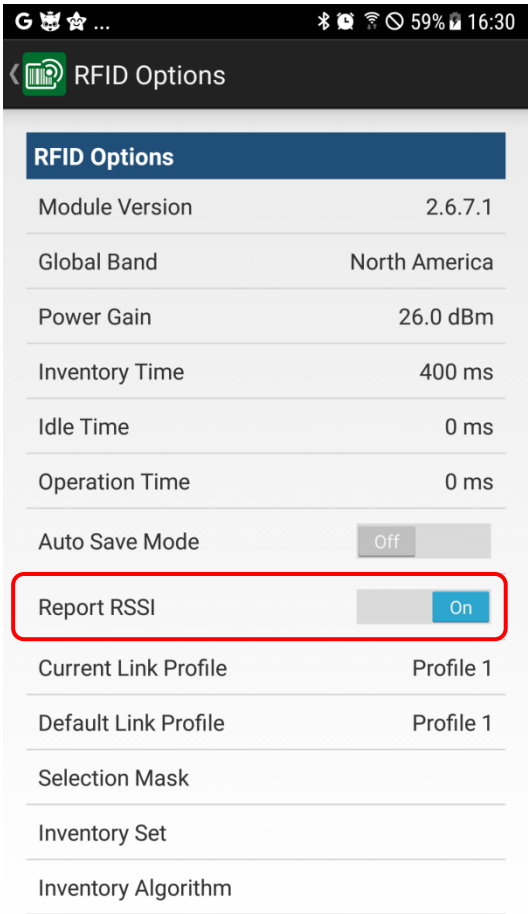 G ... 59% 16:30
RFID Options
RFID Options
Module Version 2.6.7.1
Global Band North America
Power Gain 26.0 dBm
Inventory Time 400 ms
Idle Time 0 ms
Operation Time 0 ms
Auto Save Mode Off
Report RSSI On
Current Link Profile Profile 1
Default Link Profile Profile 1
Selection Mask
Inventory Set
Inventory Algorithm